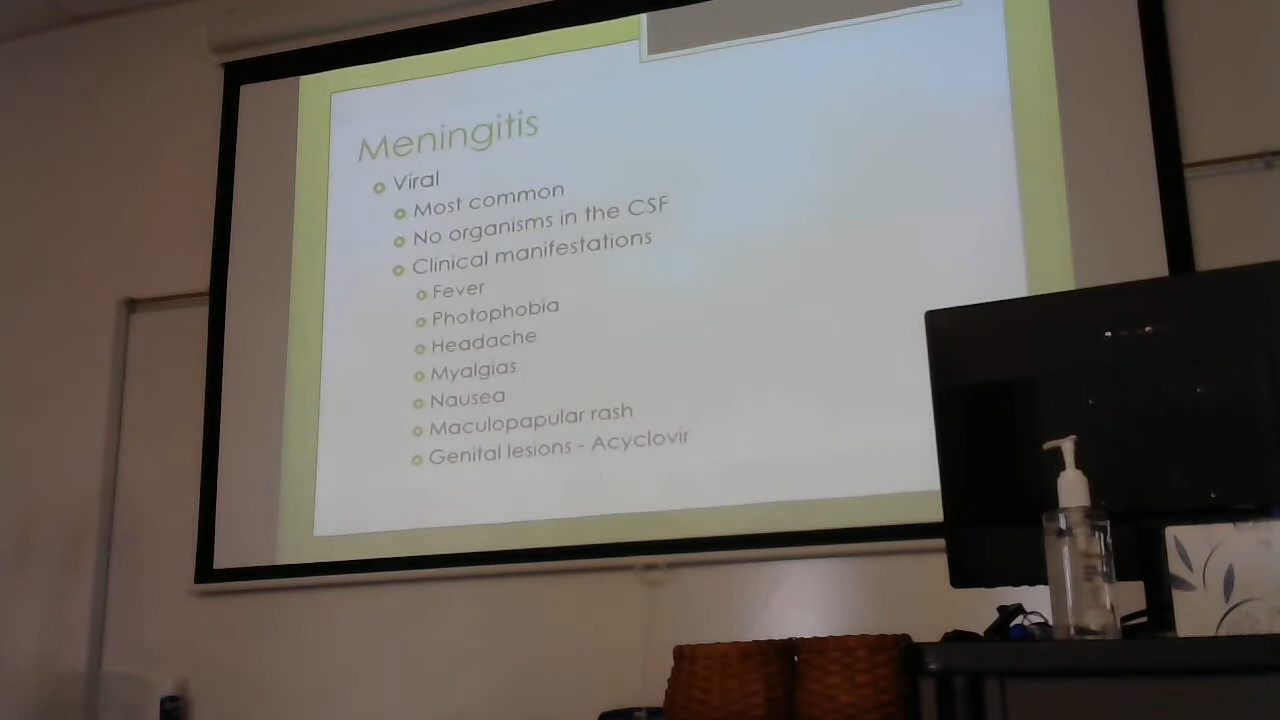 Meningitis
Viral
Most common
No organisms in the CSF
Clinical manifestations
Fever
Photophobia
Headache
Myalgias
Nausea
Maculopapular rash
Genital lesions - Acyclovir